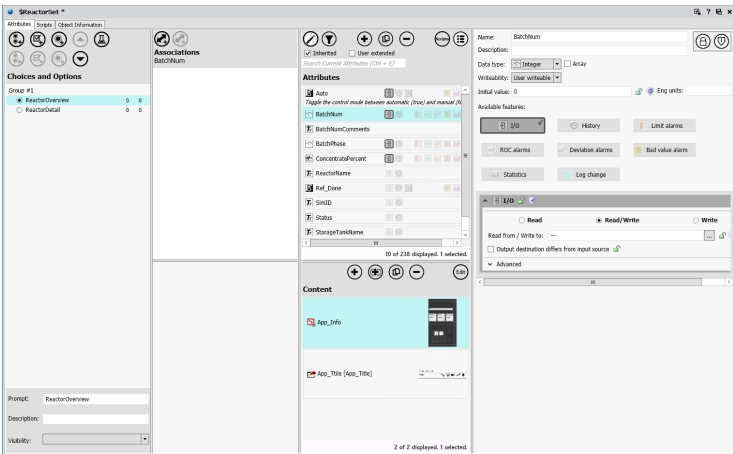 $ReactorSet *
Attributes Scripts Object Information
Choices and Options
Group #1
ReactorOverview 0 0
ReactorDetail 0 0
Prompt: ReactorOverview
Description:
Visibility:
Associations
BatchNum
Scripts
Inherited User extended
Search Current Attributes (Ctrl + E)
Attributes
Auto
Toggle the control mode between automatic (true) and manual (fa
BatchNum
BatchNumComments
BatchPhase
ConcentratePercent
ReactorName
Ref_Done
SimID
Status
StorageTankName
10 of 238 displayed. 1 selected.
Edit
Content
App_Info
App_Ttile [App_Title]
2 of 2 displayed. 1 selected.
Name: BatchNum
Description:
Data type: Integer Array
Writeability: User writeable
Initial value: 0 Eng units:
Available features:
I/O History Limit alarms
ROC alarms Deviation alarms Bad value alarm
Statistics Log change
I/O
Read Read/Write Write
Read from / Write to: --- ...
Output destination differs from input source
Advanced